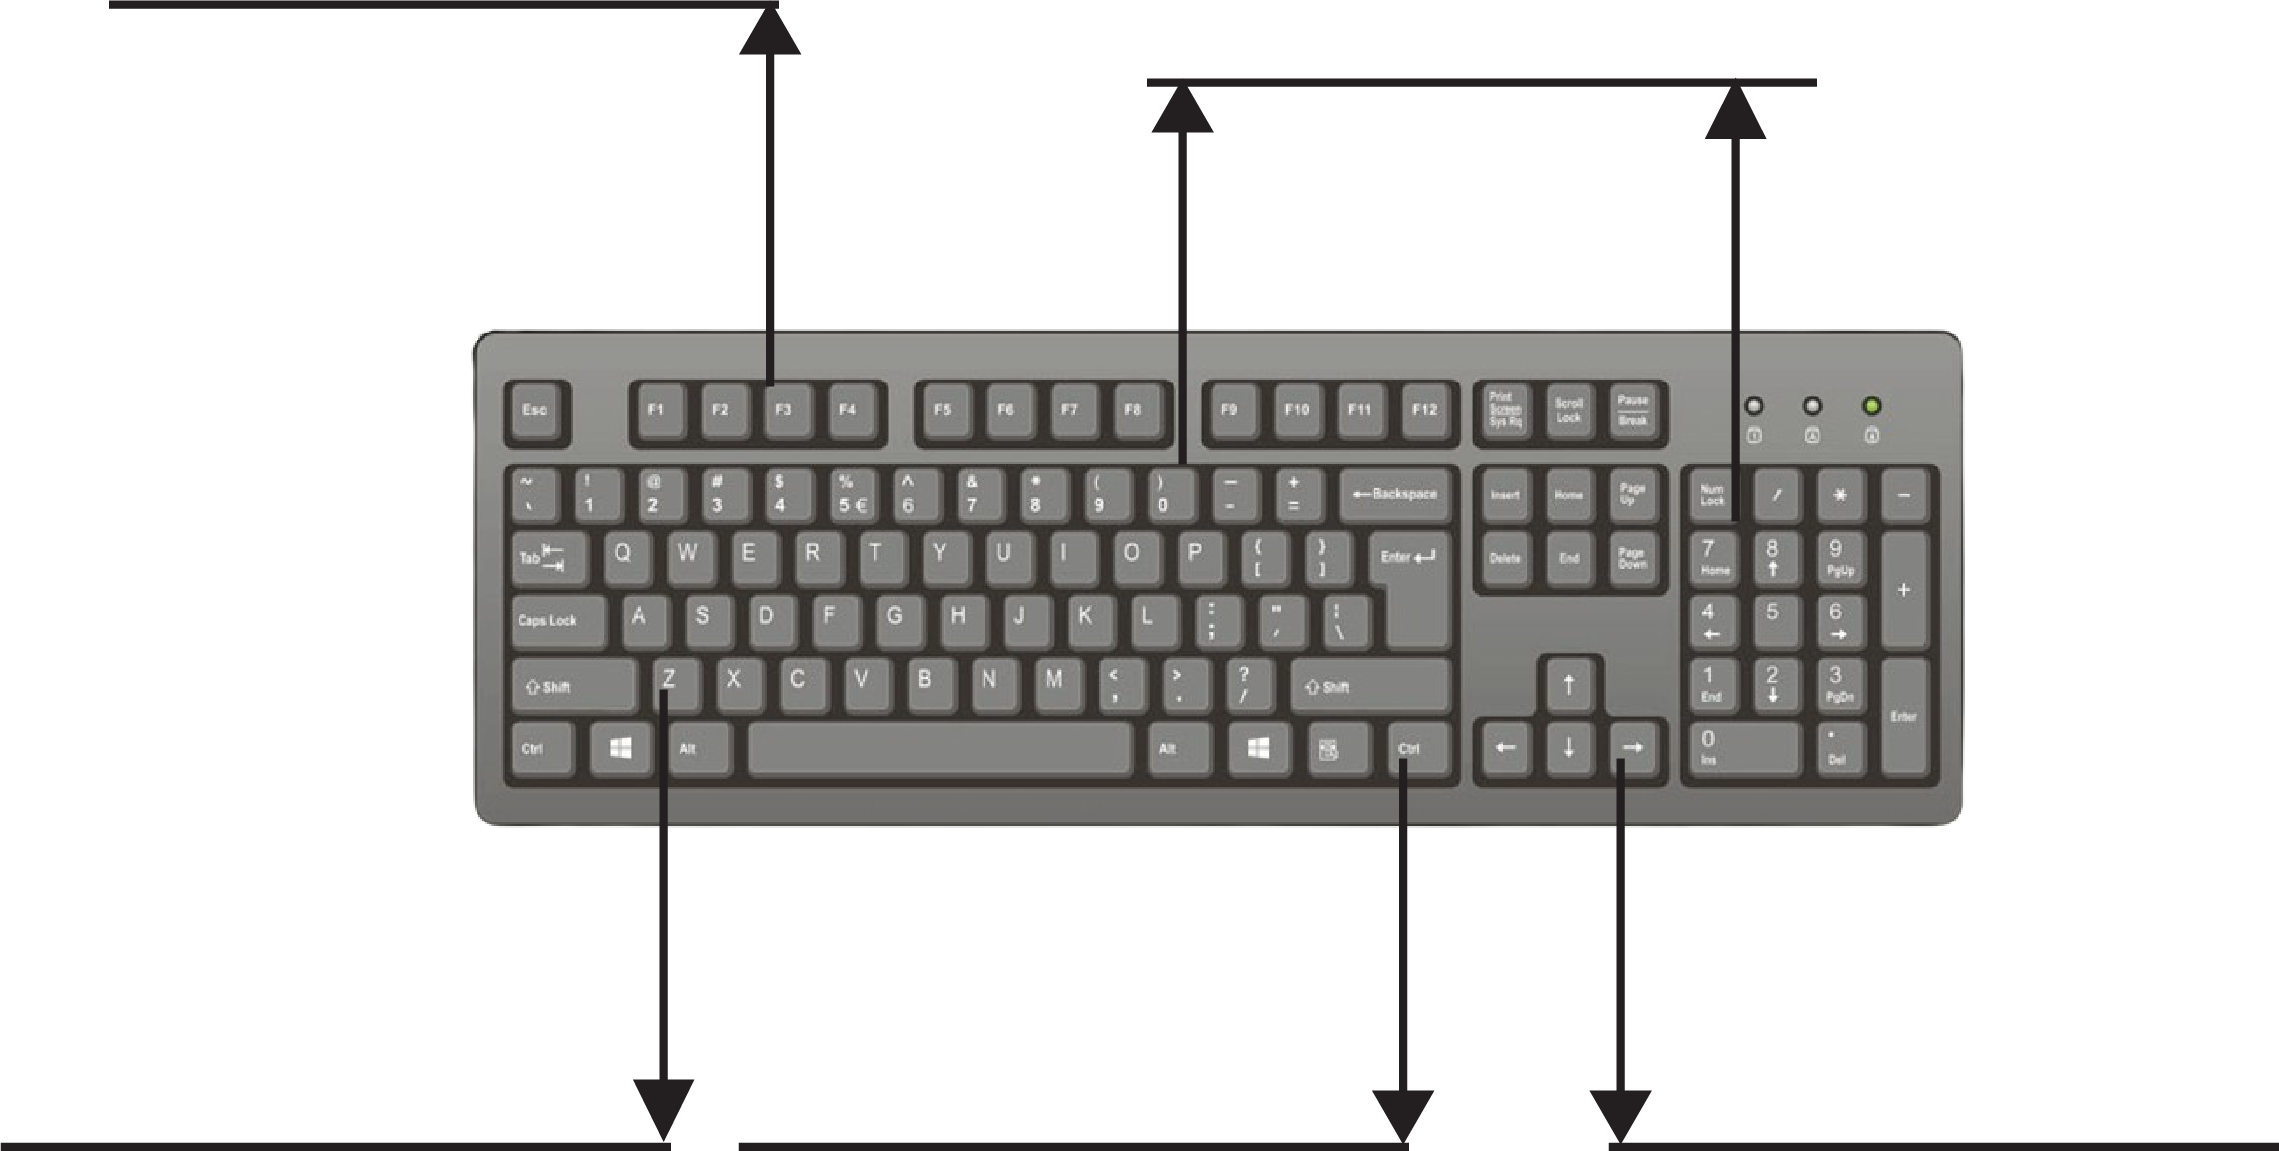 Esc F1 F2 F3 F4 F5 F6 F7 F8 F9 F10 F11 F12 Print Screen Sys Rq Scroll Lock Pause Break
~ ` ! 1 @ 2 # 3 $ 4 % 5 € ^ 6 & 7 * 8 ( 9 ) 0 _ - + = ←Backspace Insert Home Page Up Num Lock / * -
Tab Q W E R T Y U I O P { [ } ] Enter Delete End Page Down 7 Home 8 ↑ 9 PgUp +
Caps Lock A S D F G H J K L : ; " ' ¦ \ 4 ← 5 6 →
⇧ Shift Z X C V B N M < , > . ? / ⇧ Shift ↑ 1 End 2 ↓ 3 PgDn Enter
Ctrl Alt Alt Ctrl ← ↓ → 0 Ins . Del